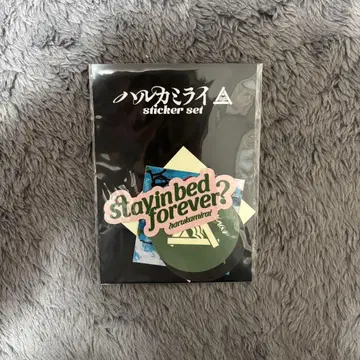 ハルカミライ
sticker set
stay in bed
forever?
harukamirai